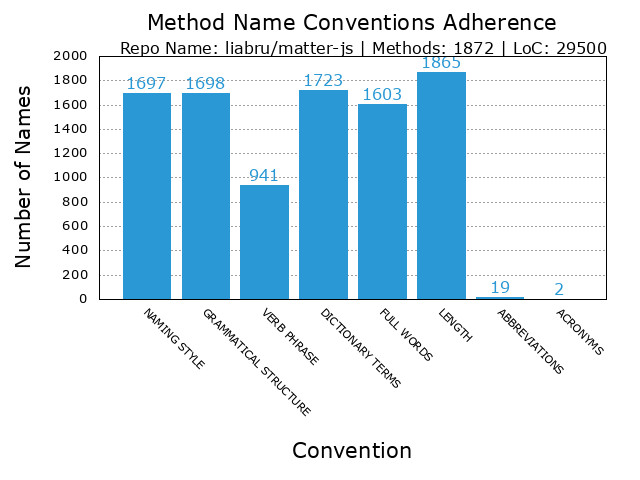 Method Name Conventions Adherence
Repo Name: liabru/matter-js | Methods: 1872 | LoC: 29500
Number of Names
2000
1800
1600
1400
1200
1000
800
600
400
200
0
1697
1698
941
1723
1603
1865
19
2
NAMING STYLE
GRAMMATICAL STRUCTURE
VERB PHRASE
DICTIONARY TERMS
FULL WORDS
LENGTH
ABBREVIATIONS
ACRONYMS
Convention